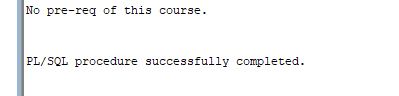 No pre-req of this course.
PL/SQL procedure successfully completed.